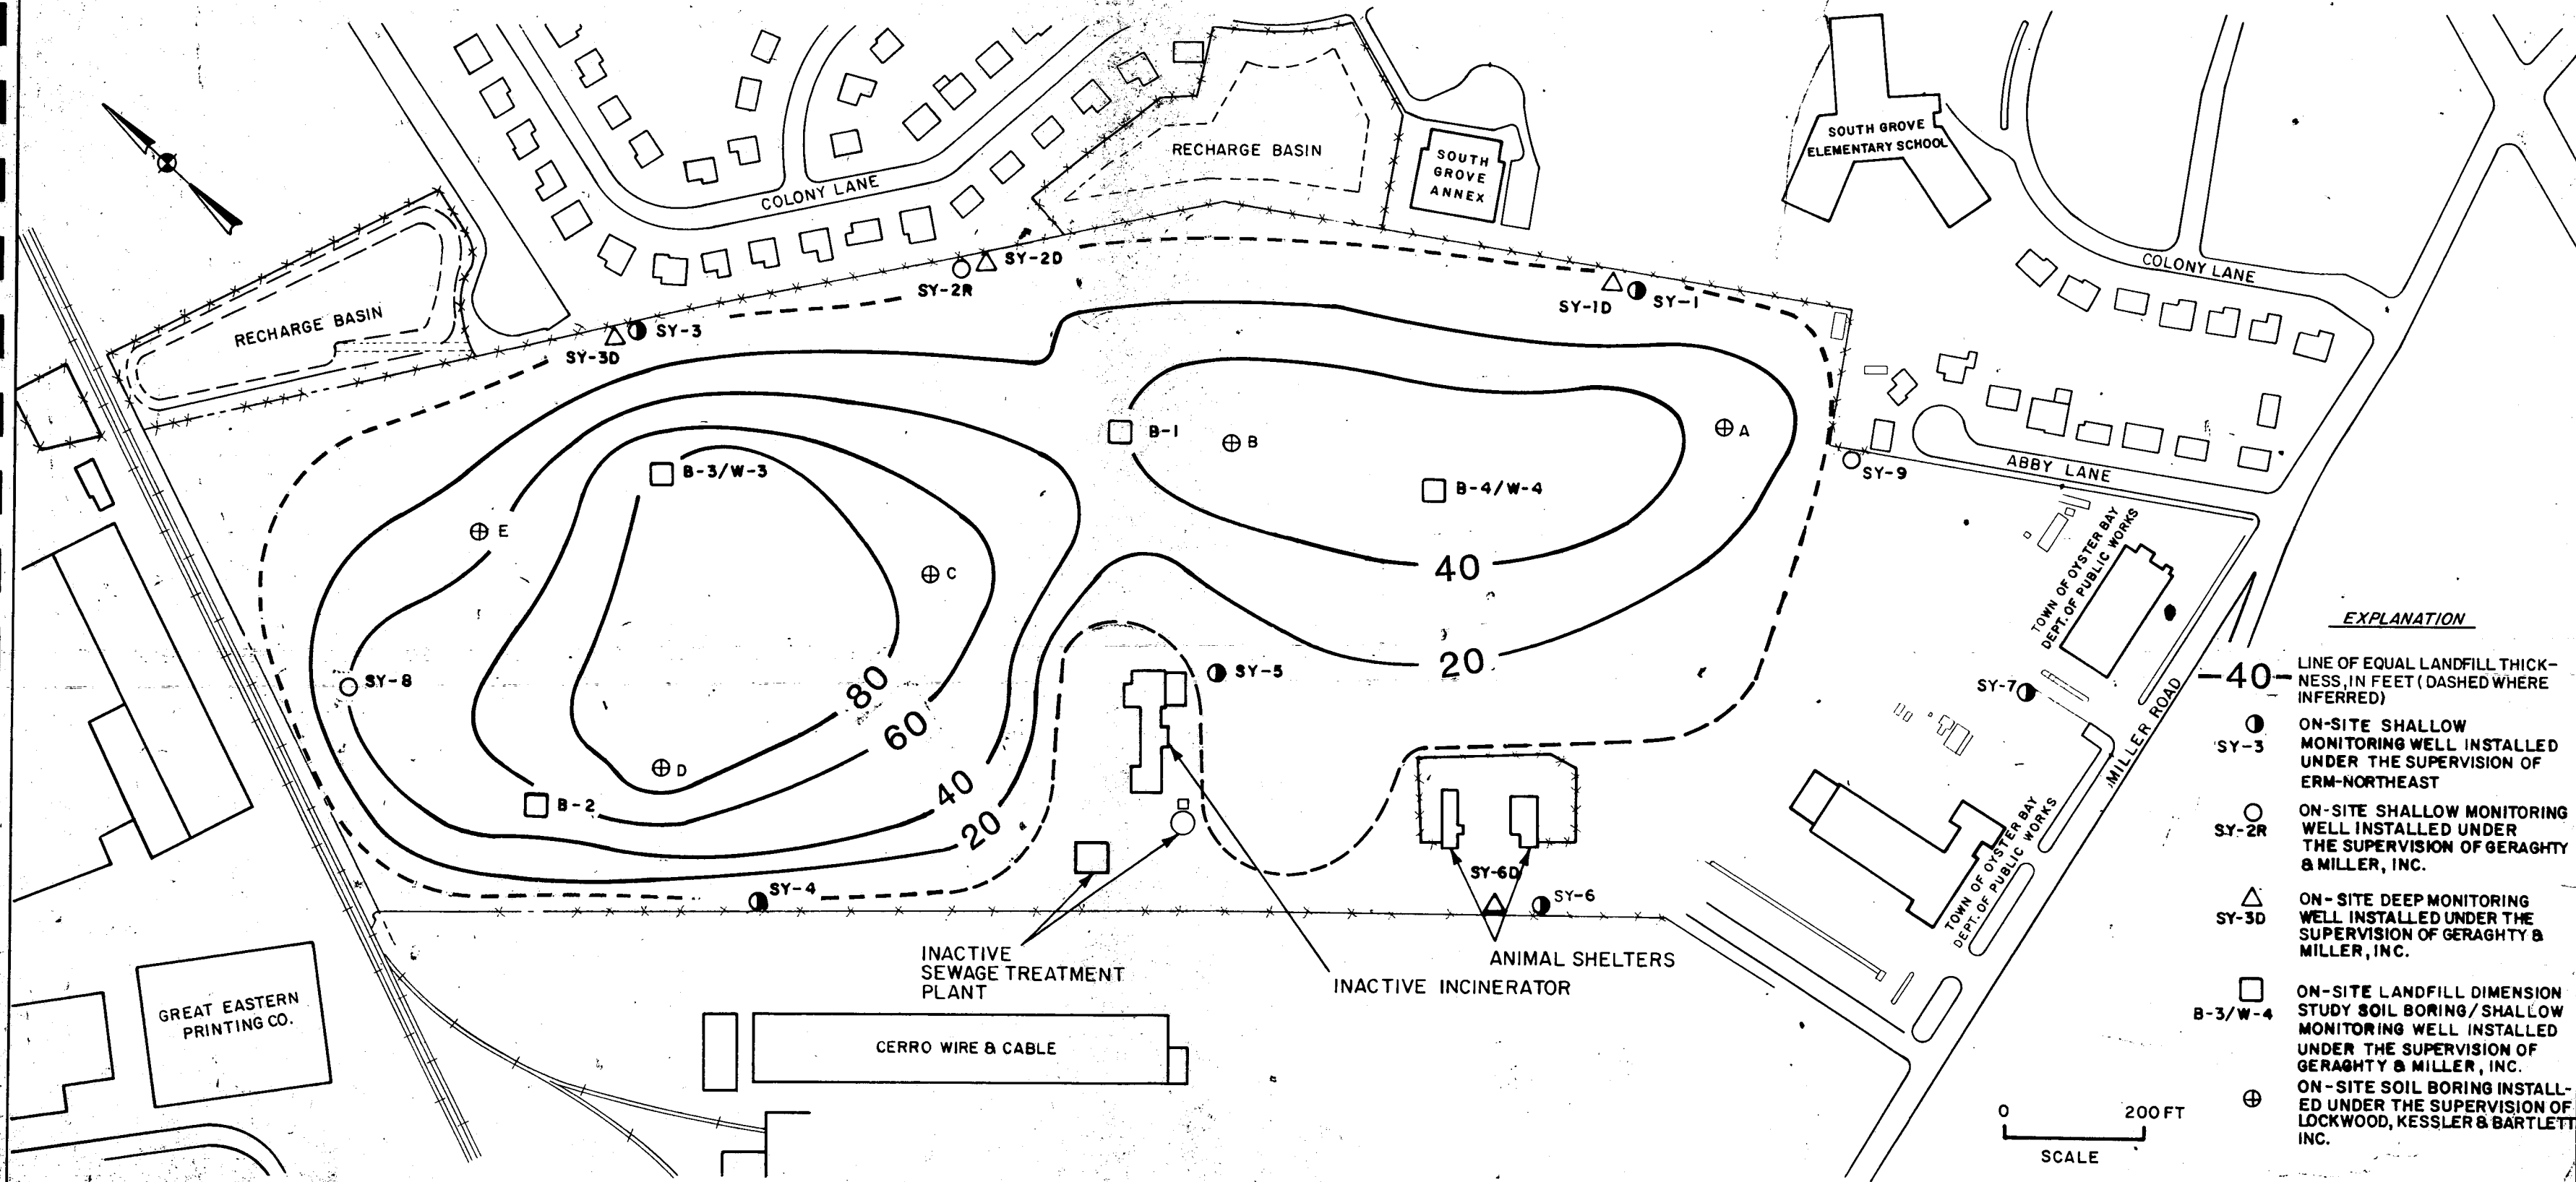 RECHARGE BASIN
SOUTH
GROVE
ANNEX
SOUTH GROVE
ELEMENTARY SCHOOL
COLONY LANE
COLONY LANE
RECHARGE BASIN
SY-2D
SY-2R
SY-1D
SY-1
SY-3
SY-3D
B-3/W-3
B-1
B
A
B-4/W-4
SY-9
ABBY LANE
E
C
40
TOWN OF OYSTER BAY
DEPT. OF PUBLIC WORKS
SY-8
SY-5
20
SY-7
80
60
D
B-2
40
20
MILLER ROAD
SY-4
SY-6D
SY-6
TOWN OF OYSTER BAY
DEPT. OF PUBLIC WORKS
INACTIVE
SEWAGE TREATMENT
PLANT
INACTIVE INCINERATOR
ANIMAL SHELTERS
GREAT EASTERN
PRINTING CO.
CERRO WIRE & CABLE
EXPLANATION
-40-
LINE OF EQUAL LANDFILL THICK-
NESS, IN FEET (DASHED WHERE
INFERRED)
SY-3
ON-SITE SHALLOW
MONITORING WELL INSTALLED
UNDER THE SUPERVISION OF
ERM-NORTHEAST
SY-2R
ON-SITE SHALLOW MONITORING
WELL INSTALLED UNDER
THE SUPERVISION OF GERAGHTY
& MILLER, INC.
SY-3D
ON-SITE DEEP MONITORING
WELL INSTALLED UNDER THE
SUPERVISION OF GERAGHTY &
MILLER, INC.
B-3/W-4
ON-SITE LANDFILL DIMENSION
STUDY SOIL BORING/SHALLOW
MONITORING WELL INSTALLED
UNDER THE SUPERVISION OF
GERAGHTY & MILLER, INC.
ON-SITE SOIL BORING INSTALL-
ED UNDER THE SUPERVISION OF
LOCKWOOD, KESSLER & BARTLETT
INC.
0 200 FT
SCALE